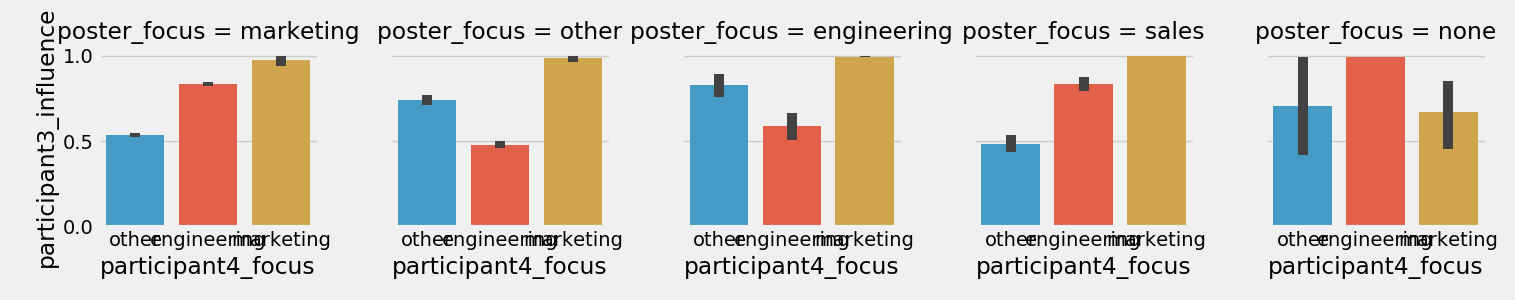 poster_focus = marketing
poster_focus = other
poster_focus = engineering
poster_focus = sales
poster_focus = none
participant3_influence
1.0
0.5
0.0
other engineering marketing
other engineering marketing
other engineering marketing
other engineering marketing
other engineering marketing
participant4_focus
participant4_focus
participant4_focus
participant4_focus
participant4_focus